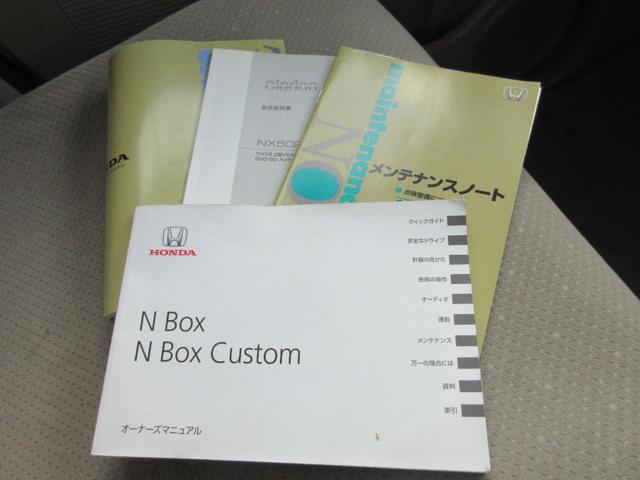 maintenance
NO
メンテナンスノート
clarion
取扱説明書
NX502
HONDA
N Box
N Box Custom
オーナーズマニュアル
クイックガイド
安全なドライブ
計器の見かた
各部の操作
オーディオ
運転
メンテナンス
万一の場合には
資料
索引